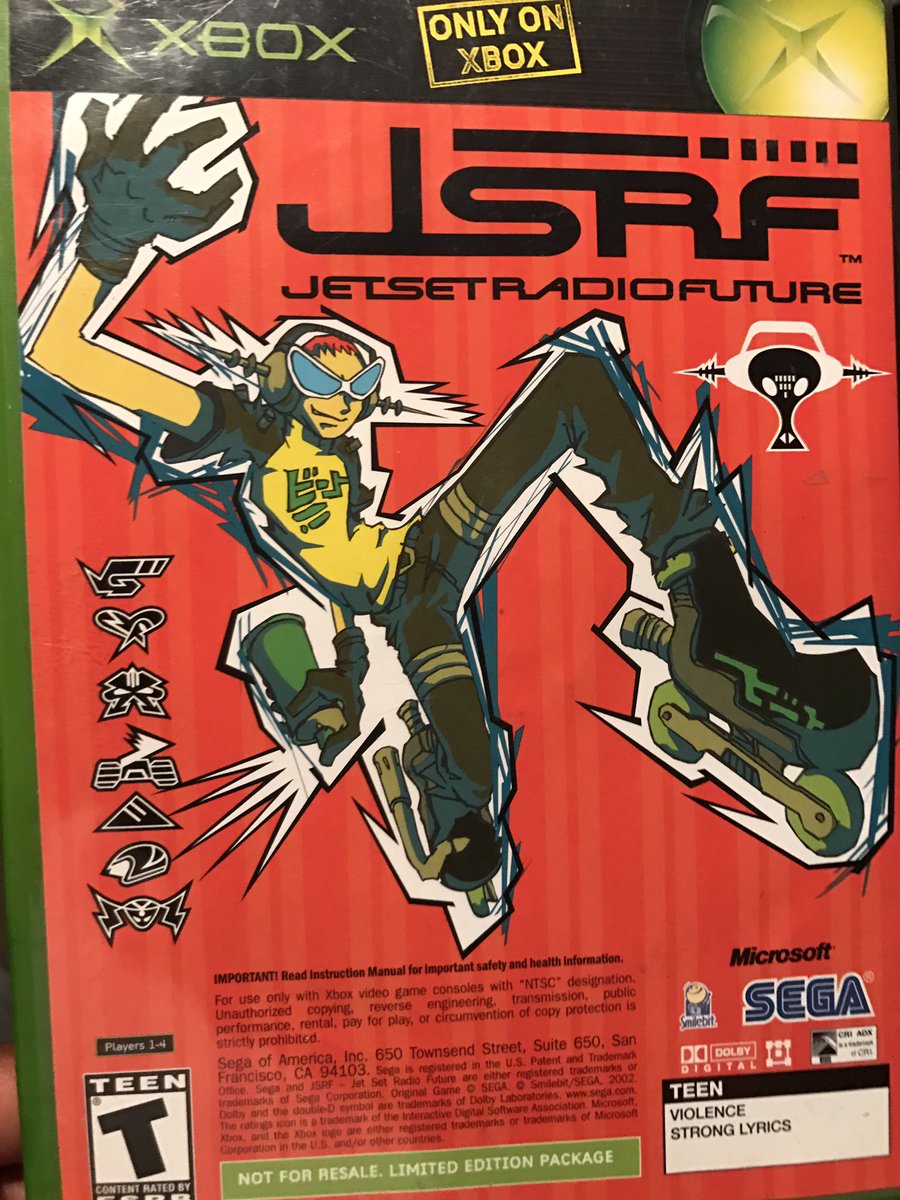 XBOX
ONLY ON
XBOX
JSRF
™
JETSETRADIOFUTURE
ビート
IMPORTANT! Read Instruction Manual for important safety and health information.
For use only with Xbox video game consoles with "NTSC" designation.
Unauthorized copying, reverse engineering, transmission, public
performance, rental, pay for play, or circumvention of copy protection is
strictly prohibited.
Sega of America, Inc. 650 Townsend Street, Suite 650, San
Francisco, CA 94103. Sega is registered in the U.S. Patent and Trademark
Office. Sega and JSRF – Jet Set Radio Future are either registered trademarks or
trademarks of Sega Corporation. Original Game © SEGA. © Smilebit/SEGA, 2002.
Dolby and the double-D symbol are trademarks of Dolby Laboratories. www.sega.com
The ratings icon is a trademark of the Interactive Digital Software Association. Microsoft,
Xbox, and the Xbox logo are either registered trademarks or trademarks of Microsoft
Corporation in the U.S. and/or other countries.
NOT FOR RESALE. LIMITED EDITION PACKAGE
Players 1-4
TEEN
®
T
CONTENT RATED BY
ESRB
Microsoft®
Smilebit
SEGA®
DOLBY
DIGITAL
CRI ADX
is a trademark
of CRI.
TEEN
VIOLENCE
STRONG LYRICS